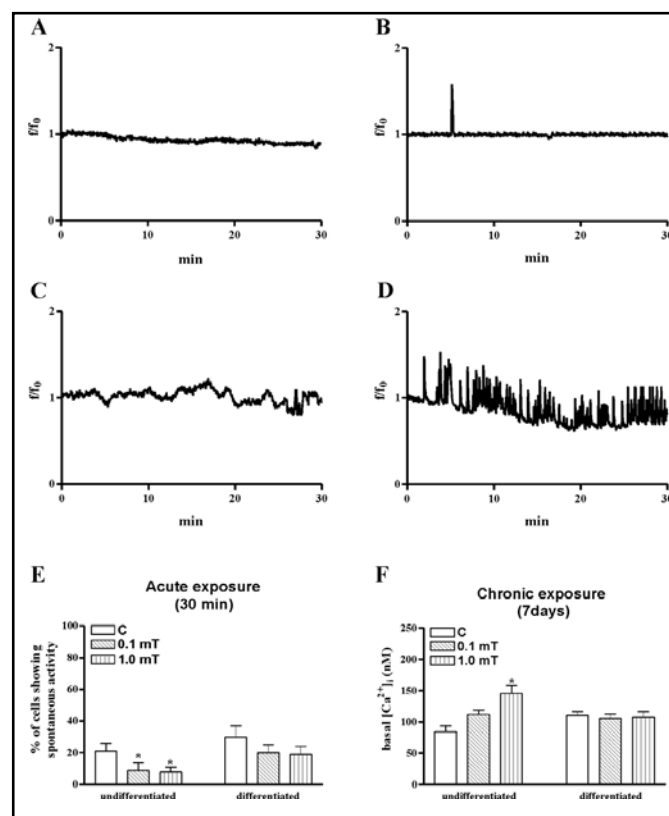 A
2
f/f0
1
0
0 10 20 30
min
B
2
f/f0
1
0
0 10 20 30
min
C
2
f/f0
1
0
0 10 20 30
min
D
2
f/f0
1
0
0 10 20 30
min
E
Acute exposure
(30 min)
% of cells showing
spontaneous activity
100
80
60
40
20
0
C
0.1 mT
1.0 mT
* *
undifferentiated differentiated
F
Chronic exposure
(7days)
basal [Ca2+]i (nM)
250
200
150
100
50
0
C
0.1 mT
1.0 mT
*
undifferentiated differentiated